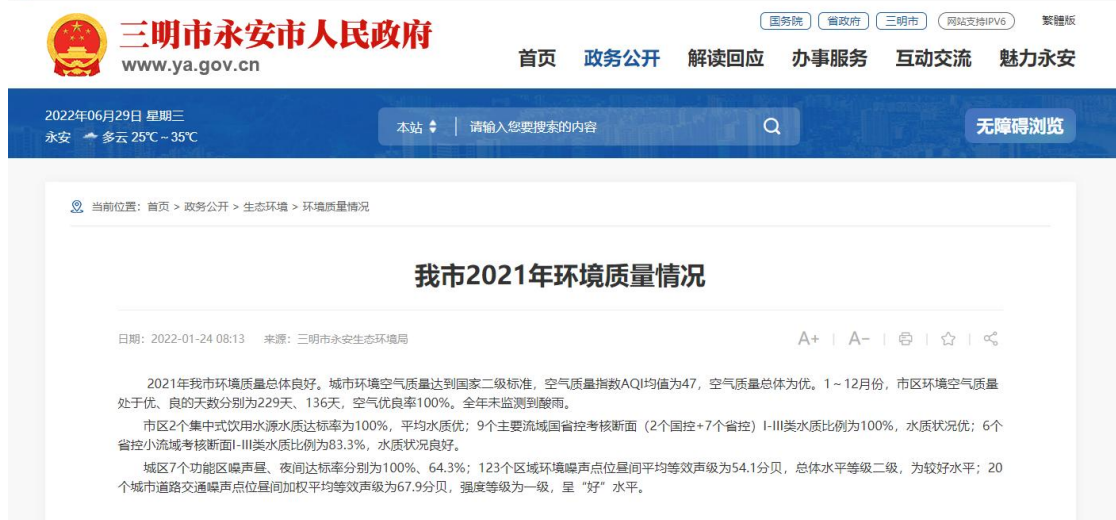 三明市永安市人民政府
www.ya.gov.cn
国务院 省政府 三明市 网站支持IPV6 繁體版
首页 政务公开 解读回应 办事服务 互动交流 魅力永安
2022年06月29日 星期三
永安 多云 25℃ ~ 35℃
本站 请输入您要搜索的内容
无障碍浏览
当前位置：首页 > 政务公开 > 生态环境 > 环境质量情况
我市2021年环境质量情况
日期：2022-01-24 08:13 来源：三明市永安生态环境局
A+ | A- |
2021年我市环境质量总体良好。城市环境空气质量达到国家二级标准，空气质量指数AQI均值为47，空气质量总体为优。1～12月份，市区环境空气质量
处于优、良的天数分别为229天、136天，空气优良率100%。全年未监测到酸雨。
市区2个集中式饮用水源水质达标率为100%，平均水质优；9个主要流域国省控考核断面（2个国控+7个省控）I-III类水质比例为100%，水质状况优；6个
省控小流域考核断面I-III类水质比例为83.3%，水质状况良好。
城区7个功能区噪声昼、夜间达标率分别为100%、64.3%；123个区域环境噪声点位昼间平均等效声级为54.1分贝，总体水平等级二级，为较好水平；20
个城市道路交通噪声点位昼间加权平均等效声级为67.9分贝，强度等级为一级，呈“好”水平。